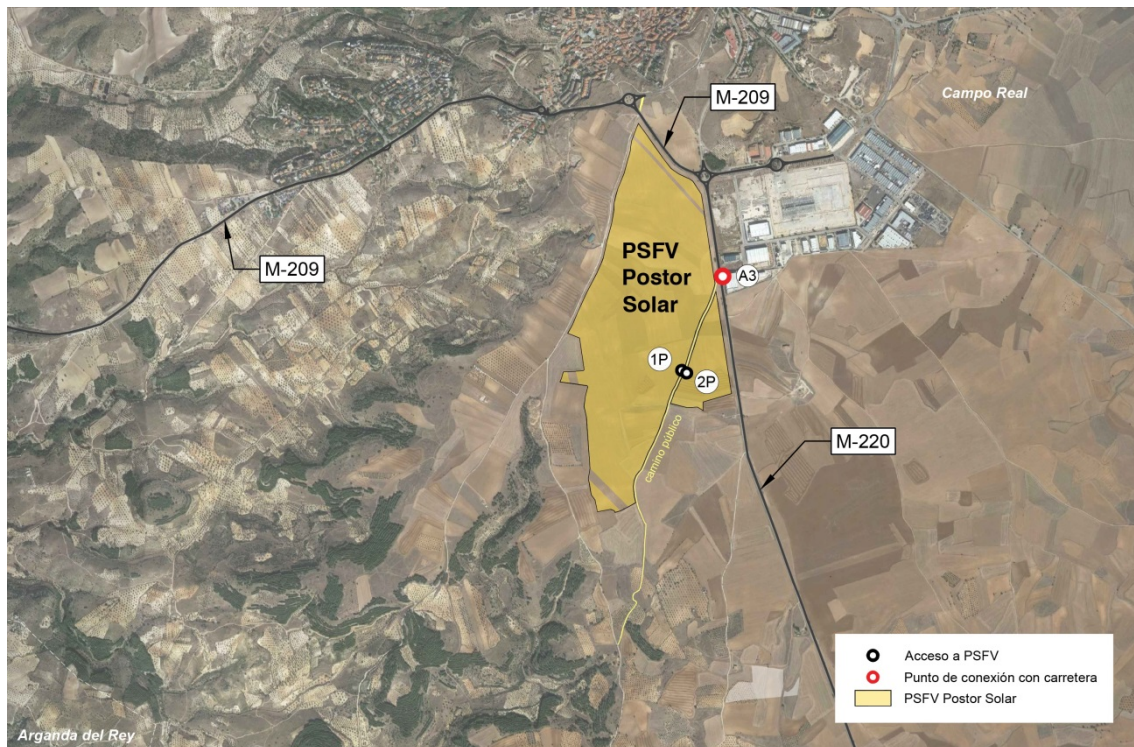 M-209
Campo Real
M-209
PSFV
Postor
Solar
A3
1P
2P
camino público
M-220
Acceso a PSFV
Punto de conexión con carretera
PSFV Postor Solar
Arganda del Rey